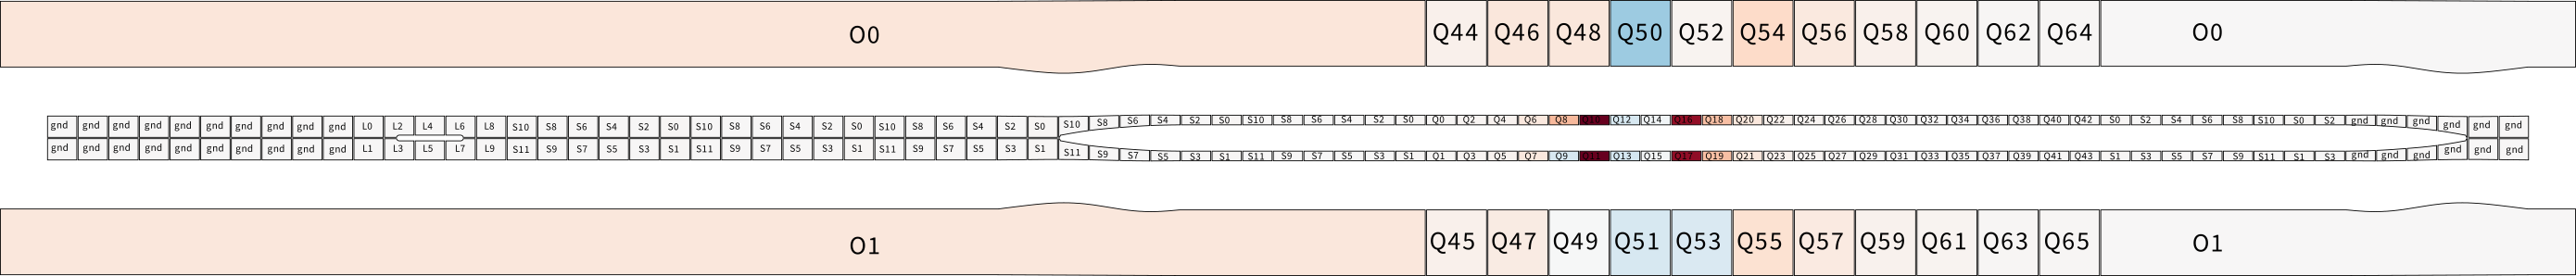 O0 Q44 Q46 Q48 Q50 Q52 Q54 Q56 Q58 Q60 Q62 Q64 O0
gnd gnd gnd gnd gnd gnd gnd gnd gnd gnd L0 L2 L4 L6 L8 S10 S8 S6 S4 S2 S0 S10 S8 S6 S4 S2 S0 S10 S8 S6 S4 S2 S0 S10 S8 S6 S4 S2 S0 S10 S8 S6 S4 S2 S0 Q0 Q2 Q4 Q6 Q8 Q10 Q12 Q14 Q16 Q18 Q20 Q22 Q24 Q26 Q28 Q30 Q32 Q34 Q36 Q38 Q40 Q42 S0 S2 S4 S6 S8 S10 S0 S2 gnd gnd gnd gnd gnd gnd
gnd gnd gnd gnd gnd gnd gnd gnd gnd gnd L1 L3 L5 L7 L9 S11 S9 S7 S5 S3 S1 S11 S9 S7 S5 S3 S1 S11 S9 S7 S5 S3 S1 S11 S9 S7 S5 S3 S1 S11 S9 S7 S5 S3 S1 Q1 Q3 Q5 Q7 Q9 Q11 Q13 Q15 Q17 Q19 Q21 Q23 Q25 Q27 Q29 Q31 Q33 Q35 Q37 Q39 Q41 Q43 S1 S3 S5 S7 S9 S11 S1 S3 gnd gnd gnd gnd gnd gnd
O1 Q45 Q47 Q49 Q51 Q53 Q55 Q57 Q59 Q61 Q63 Q65 O1